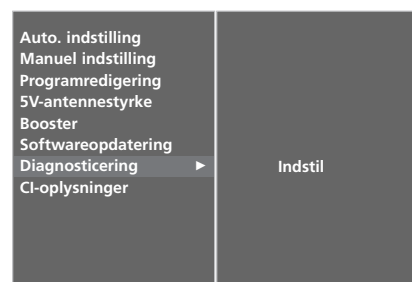 Auto. indstilling
Manuel indstilling
Programredigering
5V-antennestyrke
Booster
Softwareopdatering
Diagnosticering ►
Indstil
CI-oplysninger